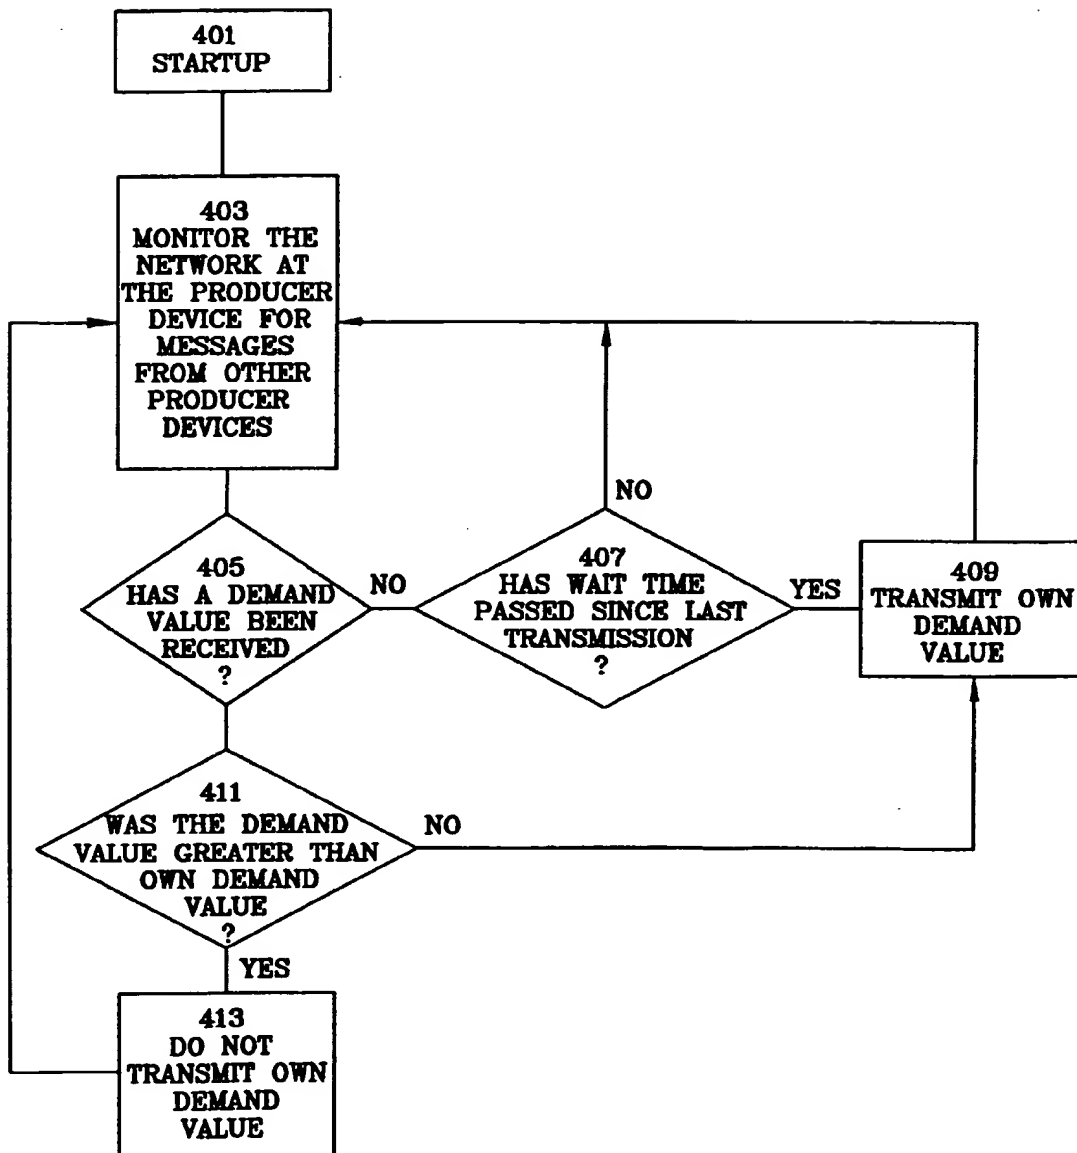 401
STARTUP
403
MONITOR THE
NETWORK AT
THE PRODUCER
DEVICE FOR
MESSAGES
FROM OTHER
PRODUCER
DEVICES
405
HAS A DEMAND
VALUE BEEN
RECEIVED
?
NO
407
HAS WAIT TIME
PASSED SINCE LAST
TRANSMISSION
?
NO
YES
409
TRANSMIT OWN
DEMAND
VALUE
411
WAS THE DEMAND
VALUE GREATER THAN
OWN DEMAND
VALUE
?
NO
YES
413
DO NOT
TRANSMIT OWN
DEMAND
VALUE